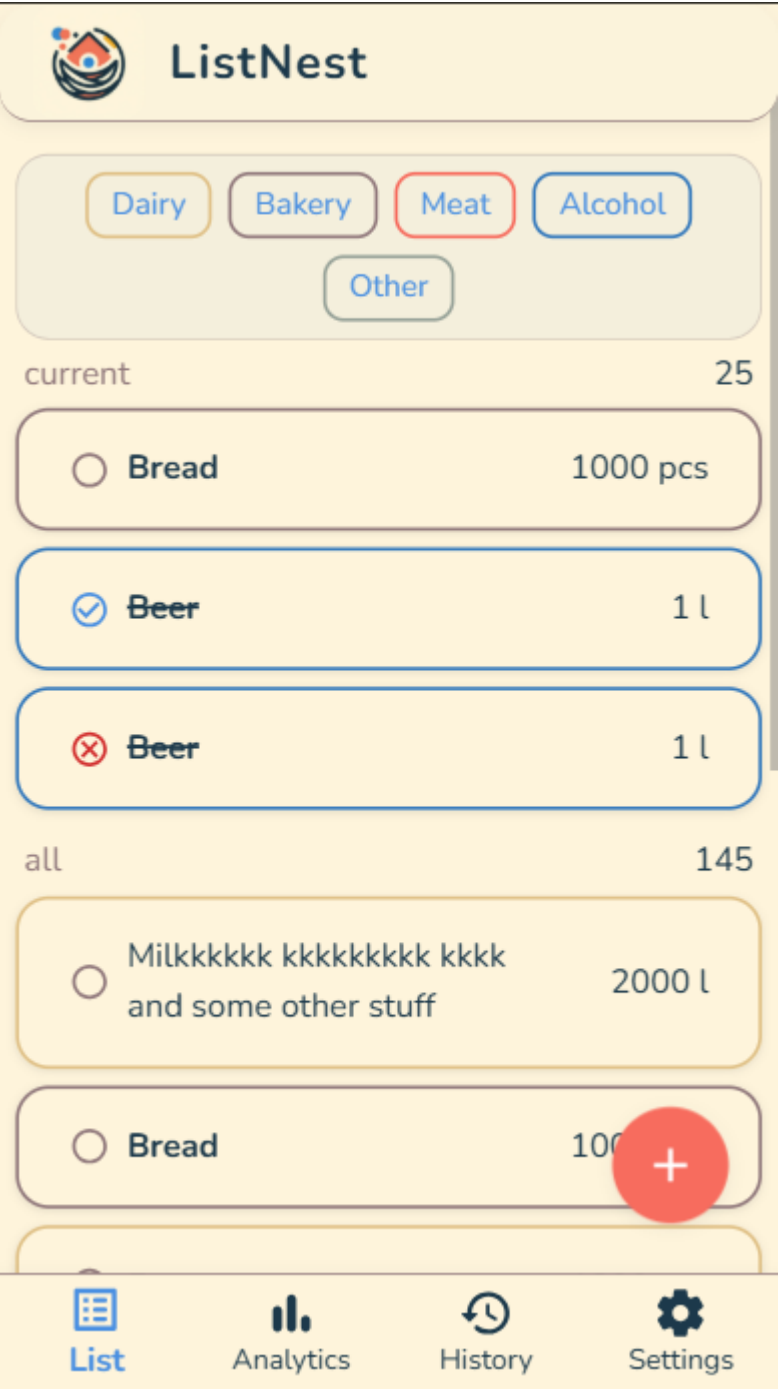 ListNest
Dairy Bakery Meat Alcohol
Other
current 25
Bread 1000 pcs
Beer 1 l
Beer 1 l
all 145
Milkkkkkk kkkkkkkkk kkkk
and some other stuff
2000 l
Bread
List Analytics History Settings